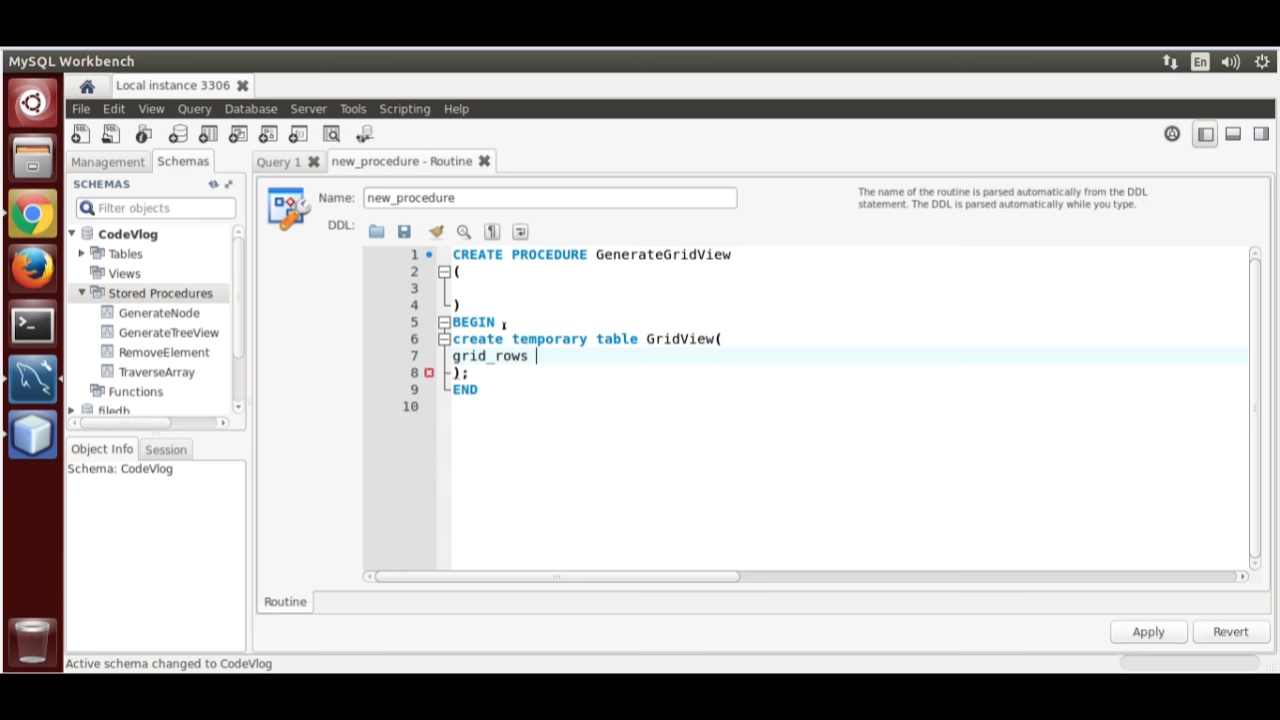 MySQL Workbench
En
Local instance 3306
File Edit View Query Database Server Tools Scripting Help
Management Schemas
Query 1 new_procedure - Routine
SCHEMAS
Filter objects
CodeVlog
Tables
Views
Stored Procedures
GenerateNode
GenerateTreeView
RemoveElement
TraverseArray
Functions
filedb
Object Info Session
Schema: CodeVlog
Name: new_procedure
The name of the routine is parsed automatically from the DDL
statement. The DDL is parsed automatically while you type.
DDL:
1 CREATE PROCEDURE GenerateGridView
2 (
3
4 )
5 BEGIN
6 create temporary table GridView(
7 grid_rows
8 );
9 END
10
Routine
Apply Revert
Active schema changed to CodeVlog